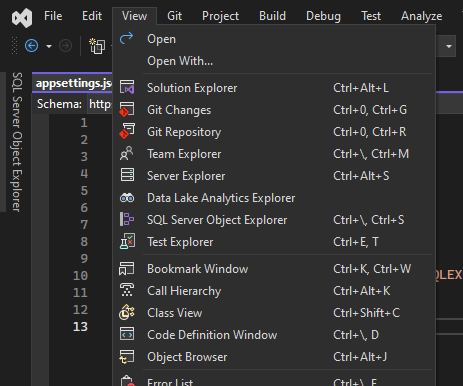 File Edit View Git Project Build Debug Test Analyze
Open
Open With...
SQL Server Object Explorer
appsettings.js
Schema: http
Solution Explorer Ctrl+Alt+L
Git Changes Ctrl+0, Ctrl+G
Git Repository Ctrl+0, Ctrl+R
Team Explorer Ctrl+\, Ctrl+M
Server Explorer Ctrl+Alt+S
Data Lake Analytics Explorer
SQL Server Object Explorer Ctrl+\, Ctrl+S
Test Explorer Ctrl+E, T
Bookmark Window Ctrl+K, Ctrl+W
Call Hierarchy Ctrl+Alt+K
Class View Ctrl+Shift+C
Code Definition Window Ctrl+\, D
Object Browser Ctrl+Alt+J
Error List Ctrl+\, E
1
2
3
4
5
6
7
8
9
10 QLEX
11
12
13